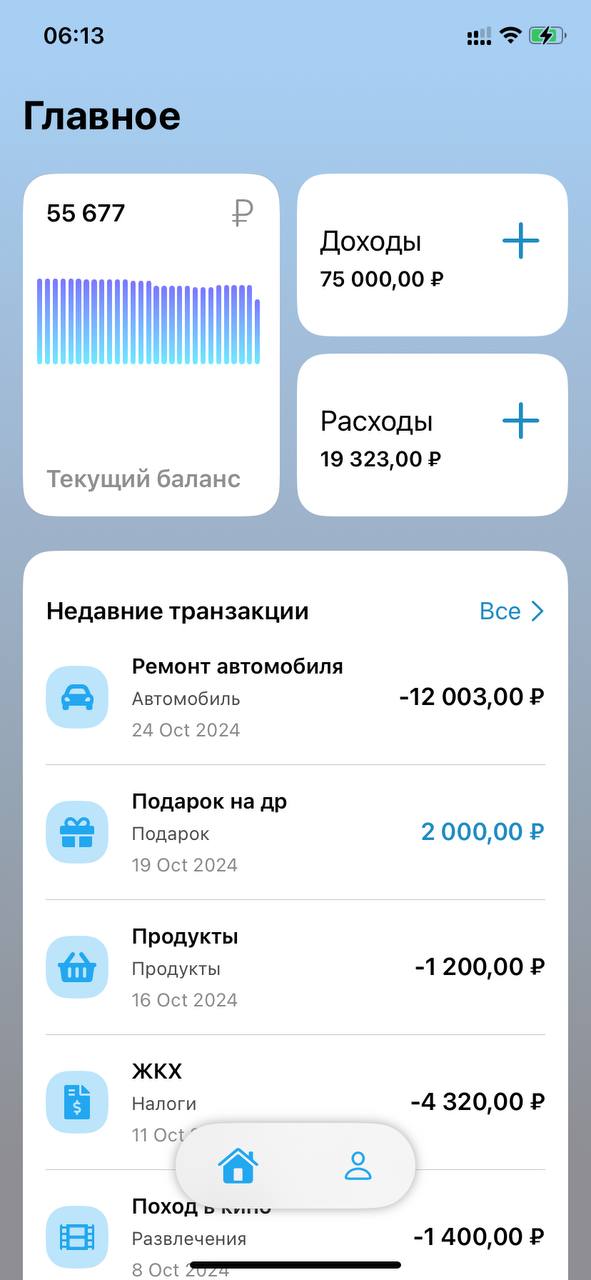 06:13
Главное
55 677 ₽
Текущий баланс
Доходы
75 000,00 ₽
Расходы
19 323,00 ₽
Недавние транзакции
Все
Ремонт автомобиля
Автомобиль
24 Oct 2024
-12 003,00 ₽
Подарок на др
Подарок
19 Oct 2024
2 000,00 ₽
Продукты
Продукты
16 Oct 2024
-1 200,00 ₽
ЖКХ
Налоги
11 Oct
-4 320,00 ₽
Поход в кино
Развлечения
8 Oct 2024
-1 400,00 ₽